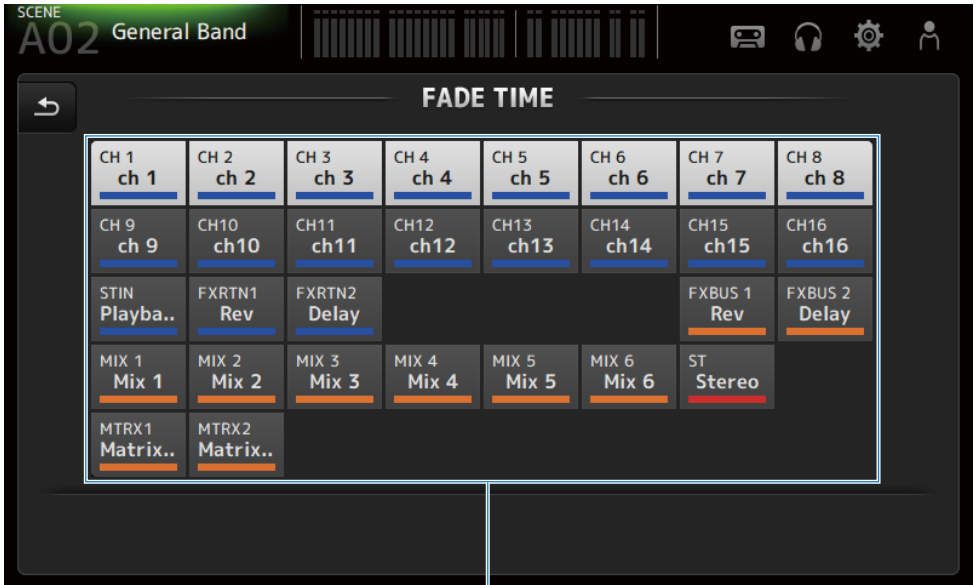 SCENE
A02 General Band
FADE TIME
CH 1 CH 2 CH 3 CH 4 CH 5 CH 6 CH 7 CH 8
ch 1 ch 2 ch 3 ch 4 ch 5 ch 6 ch 7 ch 8
CH 9 CH10 CH11 CH12 CH13 CH14 CH15 CH16
ch 9 ch10 ch11 ch12 ch13 ch14 ch15 ch16
STIN FXRTN1 FXRTN2 FXBUS 1 FXBUS 2
Playba.. Rev Delay Rev Delay
MIX 1 MIX 2 MIX 3 MIX 4 MIX 5 MIX 6 ST
Mix 1 Mix 2 Mix 3 Mix 4 Mix 5 Mix 6 Stereo
MTRX1 MTRX2
Matrix.. Matrix..